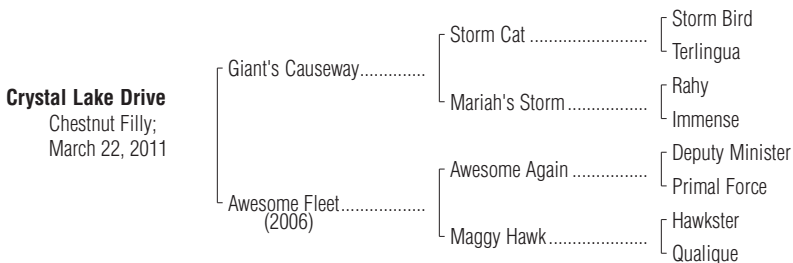 Crystal Lake Drive
Chestnut Filly;
March 22, 2011
Giant's Causeway..............
Awesome Fleet..................
(2006)
Storm Cat .........................
Mariah's Storm .................
Awesome Again ................
Maggy Hawk .....................
Storm Bird
Terlingua
Rahy
Immense
Deputy Minister
Primal Force
Hawkster
Qualique